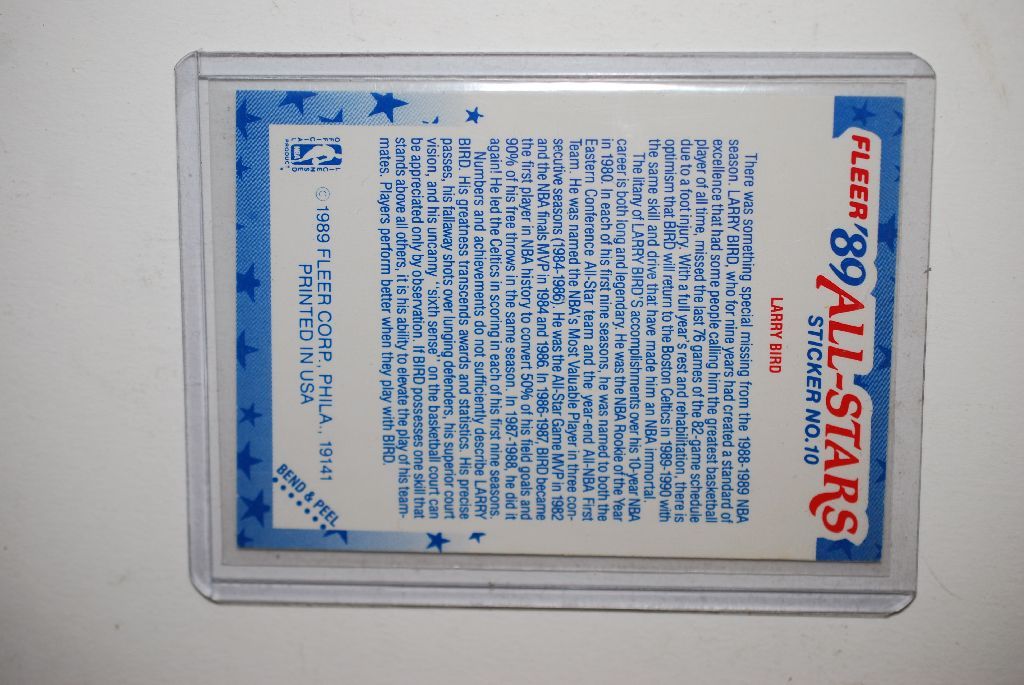 FLEER '89 ALL-STARS
STICKER NO. 10
LARRY BIRD
There was something special missing from the 1988-1989 NBA
season. LARRY BIRD, who for nine years had created a standard of
excellence that had some people calling him the greatest basketball
player of all time, missed the last 76 games of the 82-game schedule
due to a foot injury. With a full year's rest and rehabilitation, there is
optimism that BIRD will return to the Boston Celtics in 1989-1990 with
the same skill and drive that have made him an NBA immortal.
The litany of LARRY BIRD'S accomplishments over his 10-year NBA
career is both long and legendary. He was the NBA Rookie of the Year
in 1980. In each of his first nine seasons, he was named to both the
Eastern Conference All-Star team and the year-end All-NBA First
Team. He was named the NBA's Most Valuable Player in three con-
secutive seasons (1984-1986). He was the All-Star Game MVP in 1982
and the NBA finals MVP in 1984 and 1986. In 1986-1987, BIRD became
the first player in NBA history to convert 50% of his field goals and
90% of his free throws in the same season. In 1987-1988, he did it
again! He led the Celtics in scoring in each of his first nine seasons.
Numbers and achievements do not sufficiently describe LARRY
BIRD. His greatness transcends awards and statistics. His precise
passes, his fallaway shots over lunging defenders, his superior court
vision, and his uncanny "sixth sense" on the basketball court can
be appreciated only by observation. If BIRD possesses one skill that
stands above all others, it is his ability to elevate the play of his team-
mates. Players perform better when they play with BIRD.
OFFICIAL LICENSED
NBA
PRODUCT
© 1989 FLEER CORP., PHILA., 19141
PRINTED IN USA
BEND & PEEL